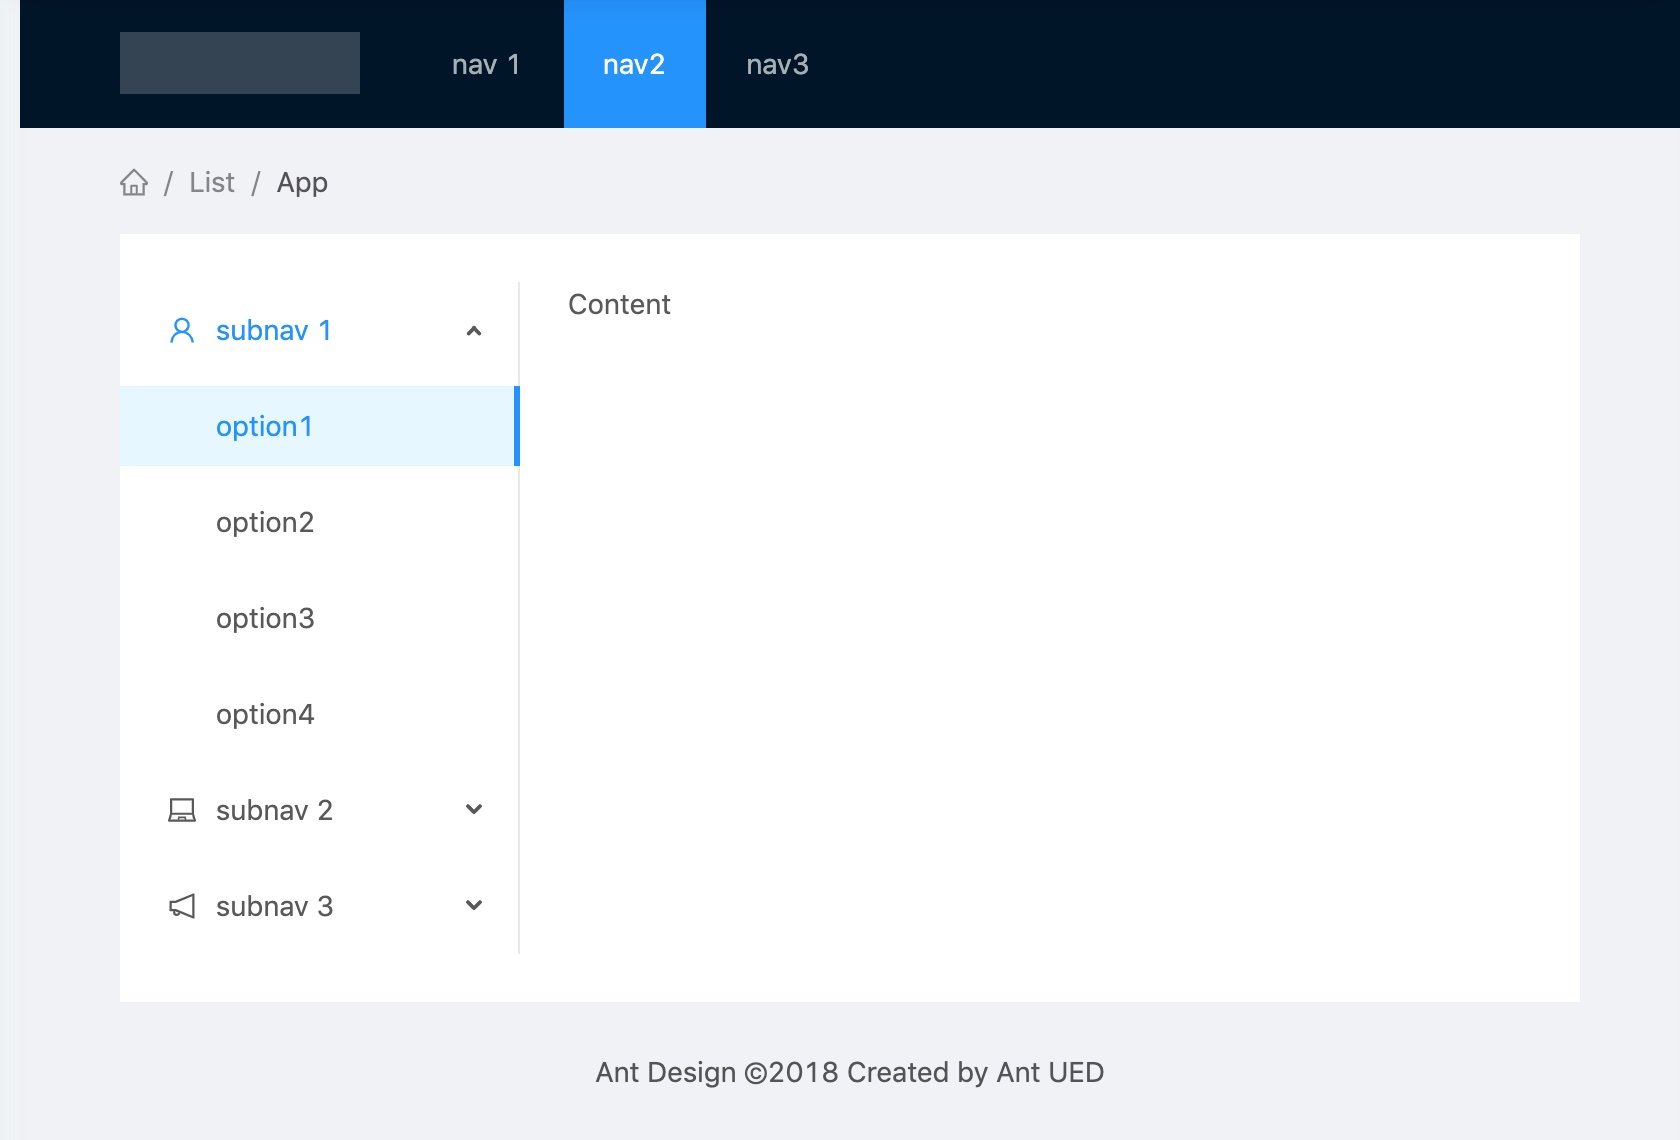 nav 1 nav2 nav3
/ List / App
subnav 1
Content
option1
option2
option3
option4
subnav 2
subnav 3
Ant Design ©2018 Created by Ant UED